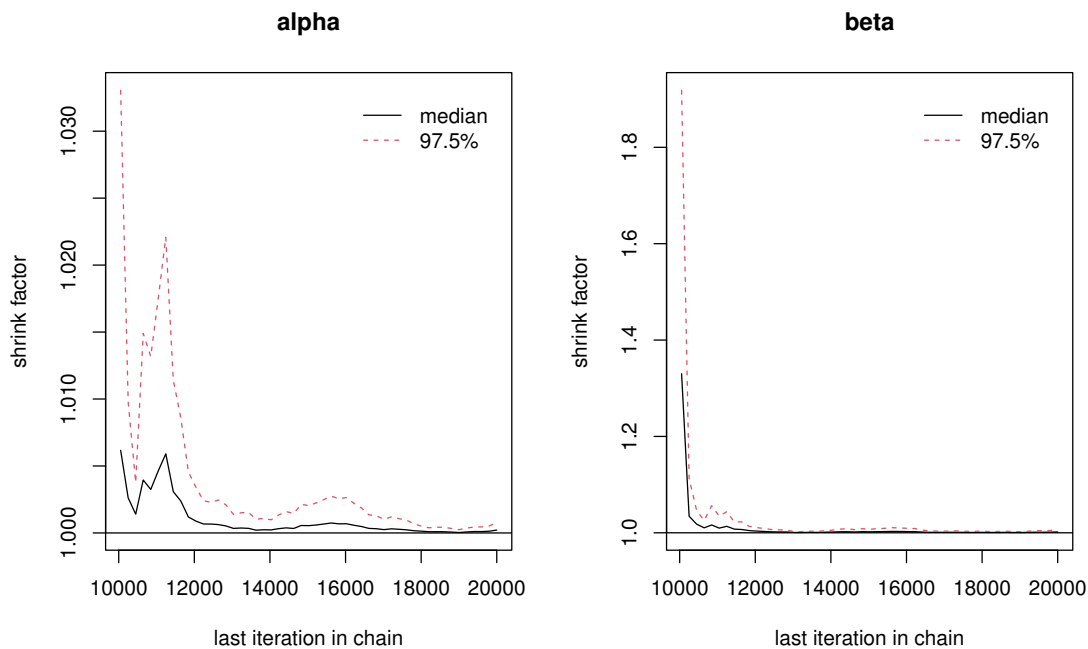 alpha
shrink factor
1.000
1.010
1.020
1.030
median
97.5%
10000
12000
14000
16000
18000
20000
last iteration in chain
beta
shrink factor
1.0
1.2
1.4
1.6
1.8
median
97.5%
10000
12000
14000
16000
18000
20000
last iteration in chain